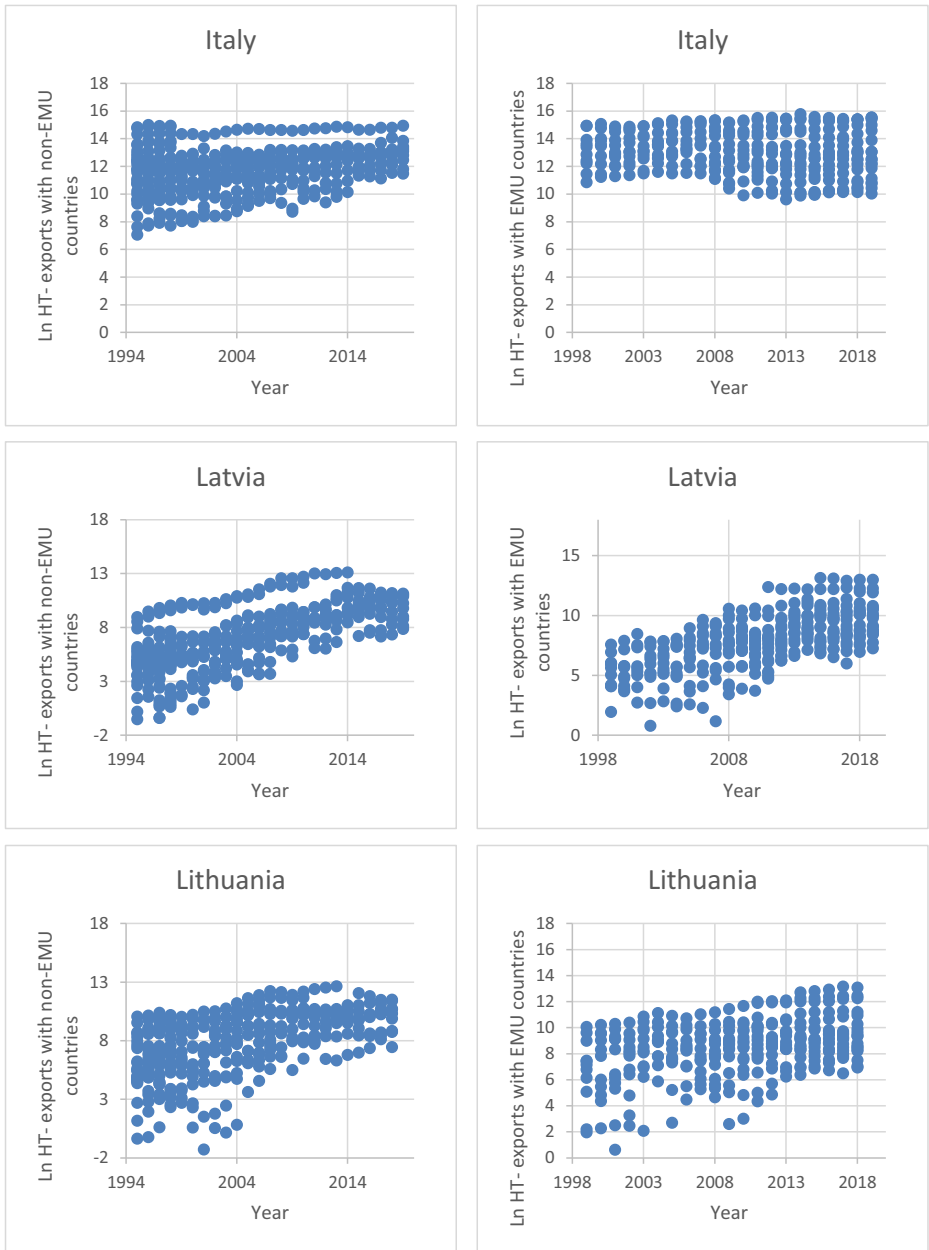 Italy
Ln HT- exports with non-EMU
countries
18
16
14
12
10
8
6
4
2
0
1994 2004 2014
Year
Italy
Ln HT- exports with EMU countries
18
16
14
12
10
8
6
4
2
0
1998 2003 2008 2013 2018
Year
Latvia
Ln HT- exports with non-EMU
countries
18
13
8
3
-2
1994 2004 2014
Year
Latvia
Ln HT- exports with EMU
countries
15
10
5
0
1998 2008 2018
Year
Lithuania
Ln HT- exports with non-EMU
countries
18
13
8
3
-2
1994 2004 2014
Year
Lithuania
Ln HT- exports with EMU countries
18
16
14
12
10
8
6
4
2
0
1998 2003 2008 2013 2018
Year